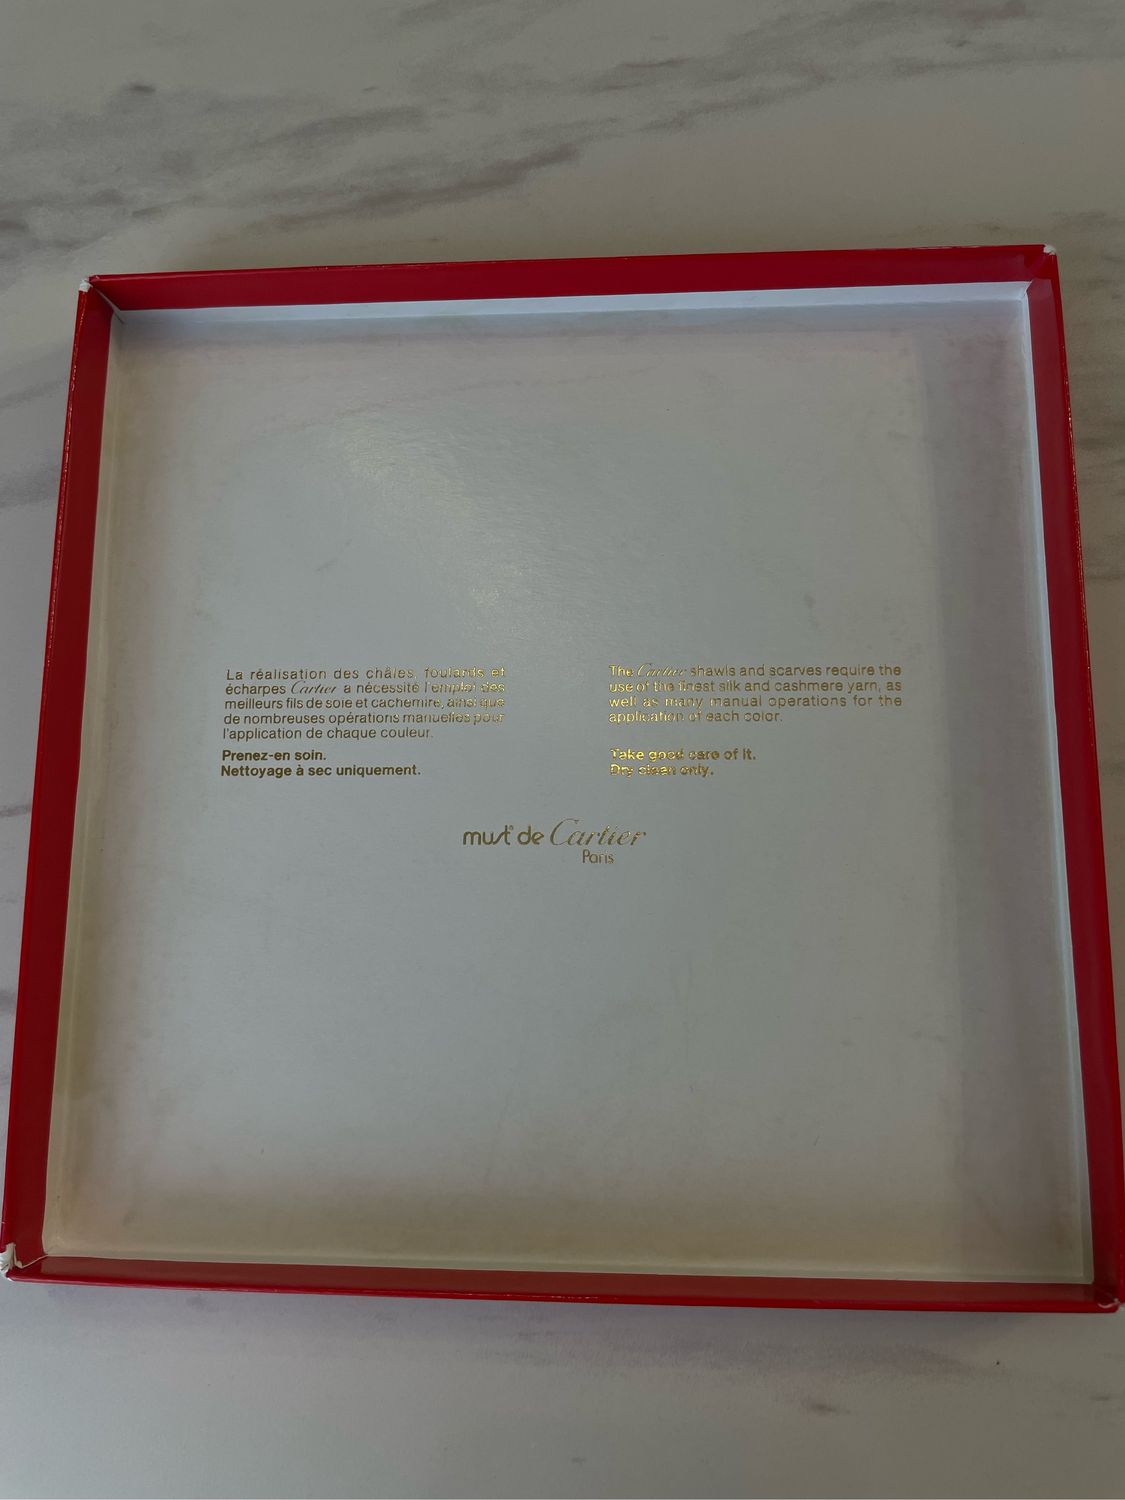 La réalisation des châles, foulards et
écharpes Cartier a nécessité l'emploi des
meilleurs fils de soie et cachemire, ainsi que
de nombreuses opérations manuelles pour
l'application de chaque couleur.
Prenez-en soin.
Nettoyage à sec uniquement.
The Cartier shawls and scarves require the
use of the finest silk and cashmere yarn, as
well as many manual operations for the
application of each color.
Take good care of it.
Dry clean only.
must de Cartier
Paris